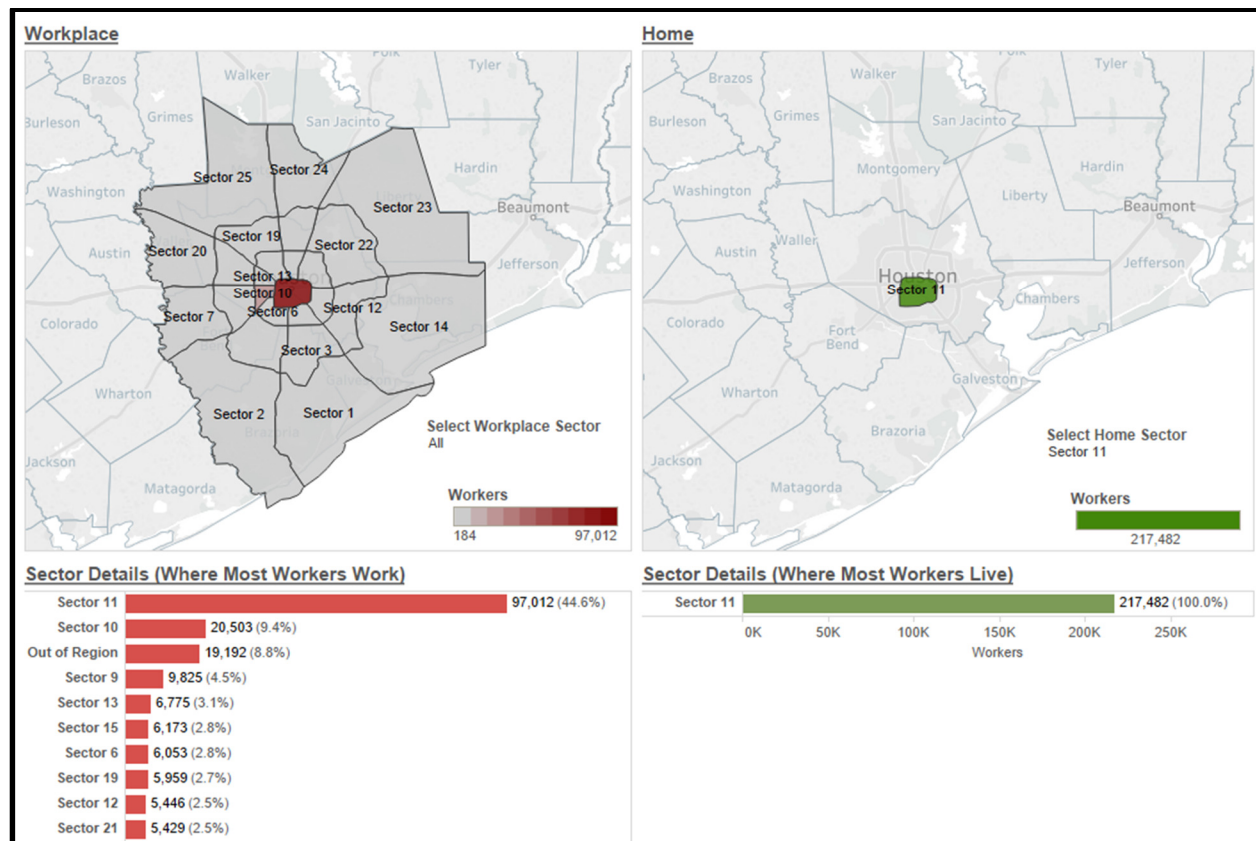 Workplace
Brazos
Walker
Polk
Tyler
Grimes
Burleson
San Jacinto
Hardin
Sector 25
Sector 24
Washington
Liberty
Sector 23
Beaumont
Austin
Sector 20
Sector 19
Sector 22
Jefferson
Sector 13
Sector 10
Chambers
Colorado
Sector 7
Sector 6
Sector 12
Sector 14
Sector 3
Wharton
Galveston
Sector 2
Sector 1
Brazoria
Select Workplace Sector
All
Jackson
Matagorda
Workers
184
97,012
Home
Brazos
Walker
Polk
Tyler
Grimes
Burleson
San Jacinto
Hardin
Montgomery
Washington
Liberty
Beaumont
Austin
Waller
Jefferson
Houston
Sector 11
Chambers
Colorado
Fort
Bend
Galveston
Wharton
Brazoria
Select Home Sector
Sector 11
Jackson
Matagorda
Workers
217,482
Sector Details (Where Most Workers Work)
Sector 11 97,012 (44.6%)
Sector 10 20,503 (9.4%)
Out of Region 19,192 (8.8%)
Sector 9 9,825 (4.5%)
Sector 13 6,775 (3.1%)
Sector 15 6,173 (2.8%)
Sector 6 6,053 (2.8%)
Sector 19 5,959 (2.7%)
Sector 12 5,446 (2.5%)
Sector 21 5,429 (2.5%)
Sector Details (Where Most Workers Live)
Sector 11 217,482 (100.0%)
0K 50K 100K 150K 200K 250K
Workers